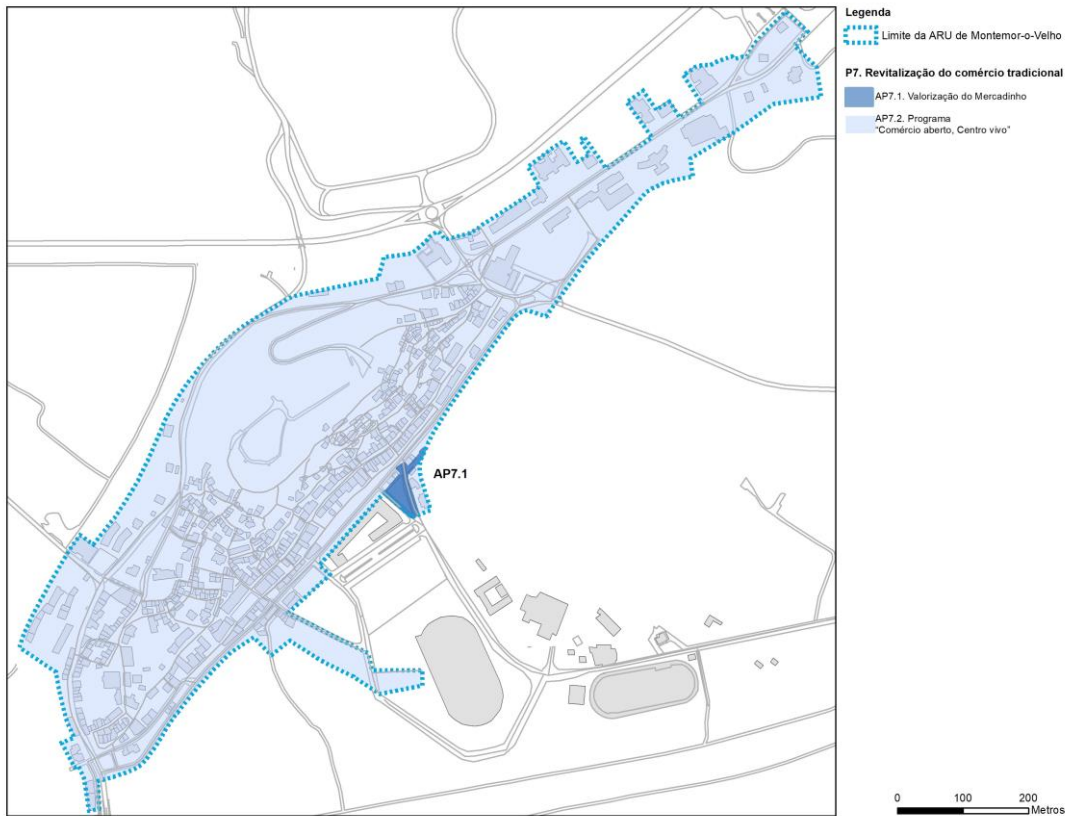 Legenda
Limite da ARU de Montemor-o-Velho
P7. Revitalização do comércio tradicional
AP7.1. Valorização do Mercadinho
AP7.2. Programa
"Comércio aberto, Centro vivo"
AP7.1
0 100 200
Metros